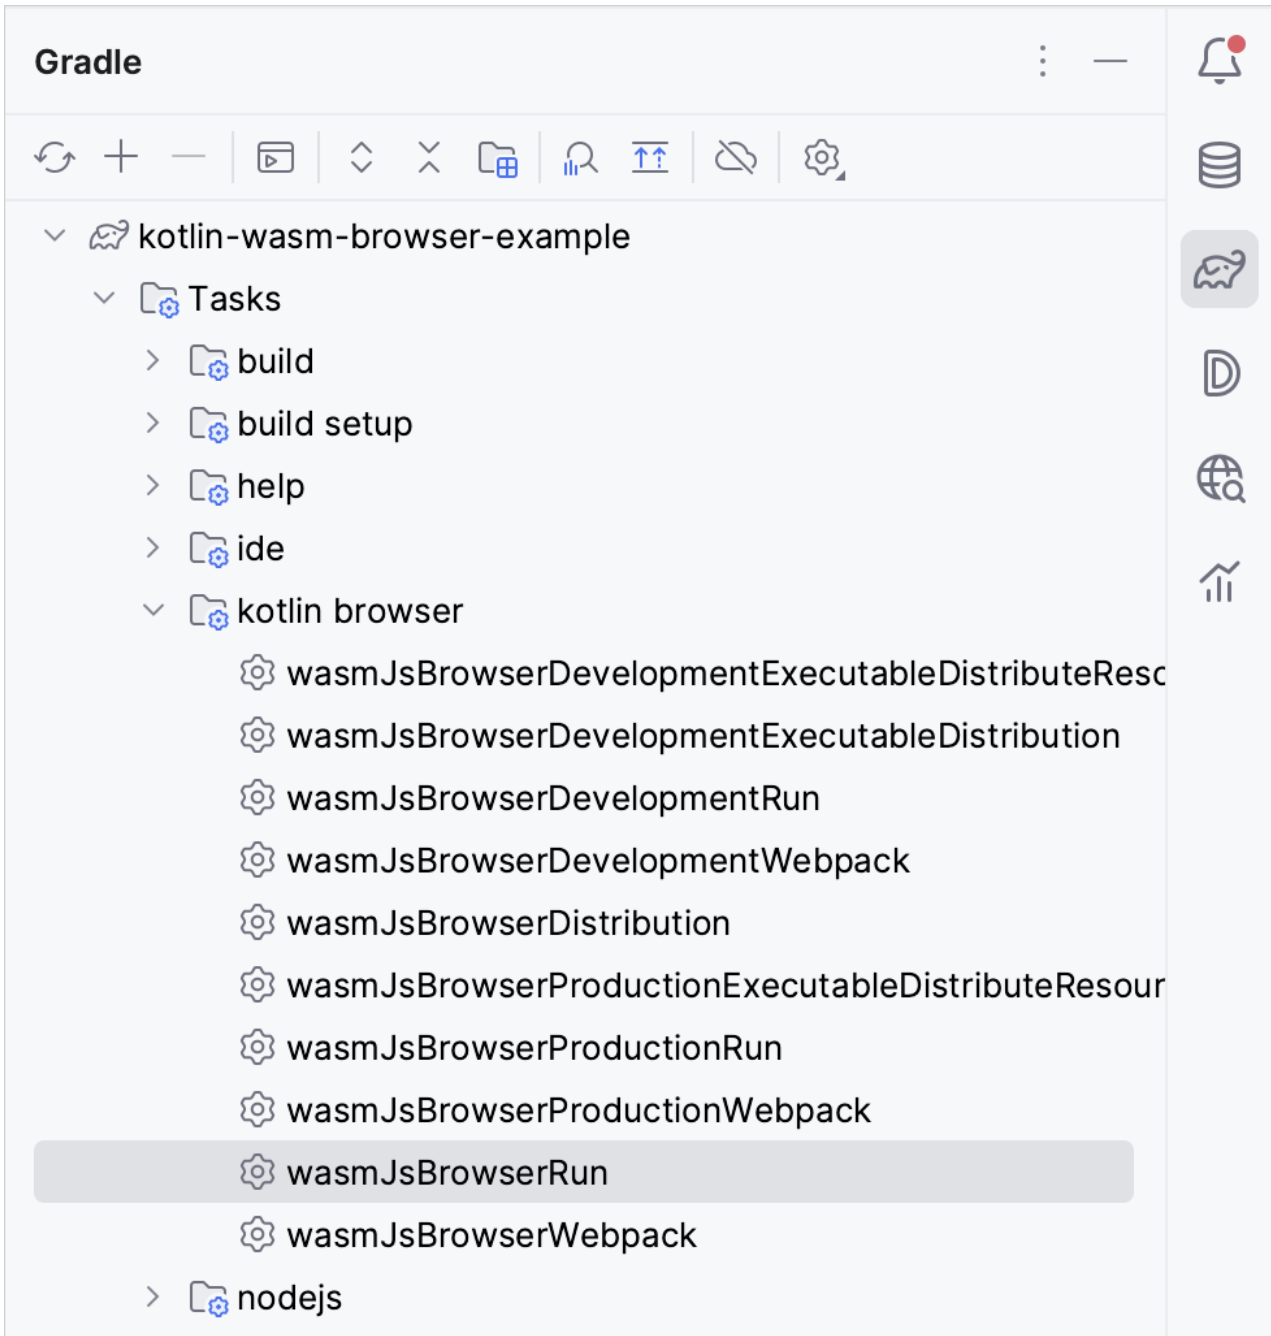 Gradle
kotlin-wasm-browser-example
Tasks
build
build setup
help
ide
kotlin browser
wasmJsBrowserDevelopmentExecutableDistributeReso
wasmJsBrowserDevelopmentExecutableDistribution
wasmJsBrowserDevelopmentRun
wasmJsBrowserDevelopmentWebpack
wasmJsBrowserDistribution
wasmJsBrowserProductionExecutableDistributeResour
wasmJsBrowserProductionRun
wasmJsBrowserProductionWebpack
wasmJsBrowserRun
wasmJsBrowserWebpack
nodejs